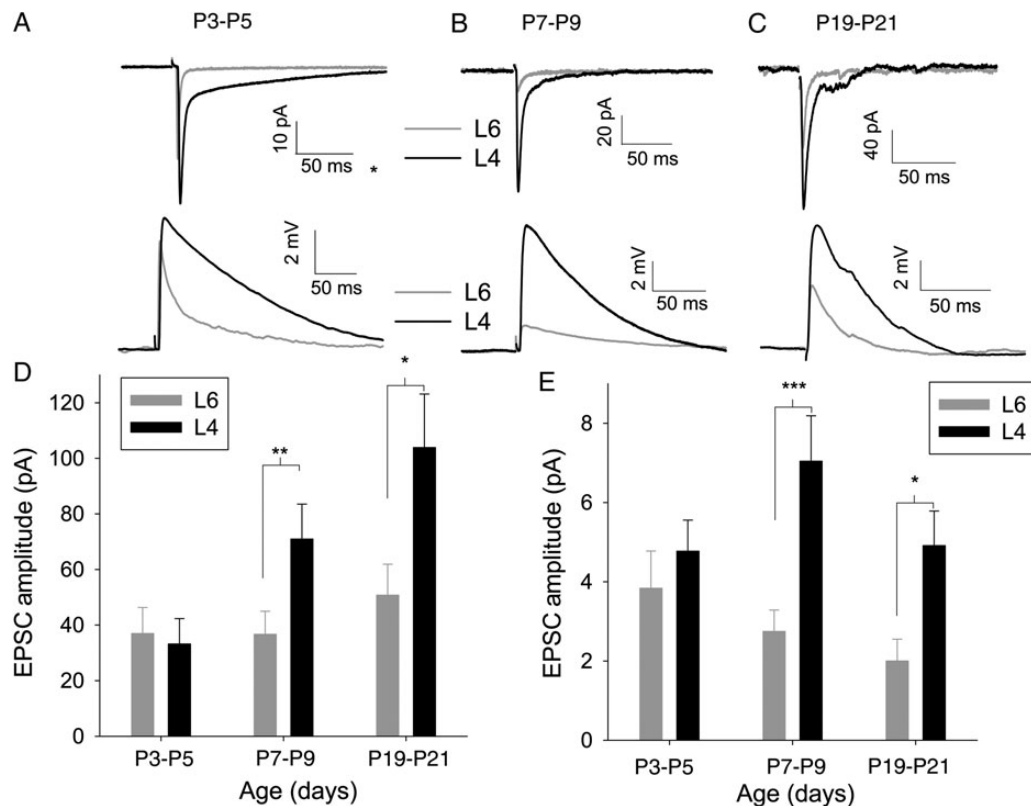 A
P3-P5
B
P7-P9
C
P19-P21
10 pA
50 ms
*
L6
L4
20 pA
50 ms
40 pA
50 ms
2 mV
50 ms
L6
L4
2 mV
50 ms
2 mV
50 ms
D
L6
L4
EPSC amplitude (pA)
120
100
80
60
40
20
0
**
*
P3-P5
P7-P9
P19-P21
Age (days)
E
L6
L4
EPSC amplitude (pA)
8
6
4
2
0
***
*
P3-P5
P7-P9
P19-P21
Age (days)